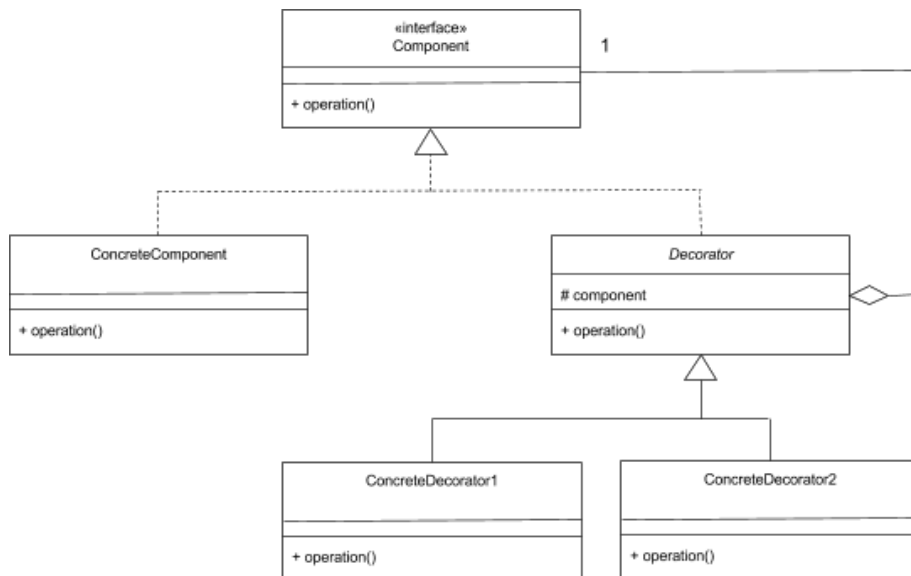 «interface»
Component
1
+ operation()
ConcreteComponent
+ operation()
Decorator
# component
+ operation()
ConcreteDecorator1
+ operation()
ConcreteDecorator2
+ operation()